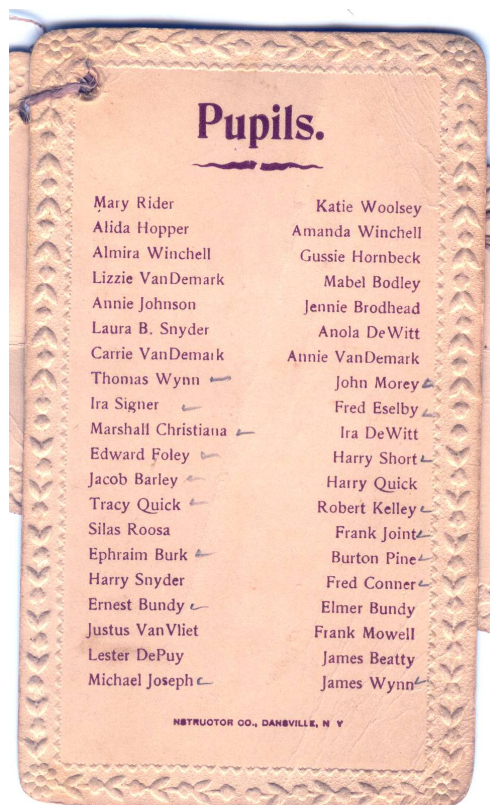 Pupils.
Mary Rider
Alida Hopper
Almira Winchell
Lizzie VanDemark
Annie Johnson
Laura B. Snyder
Carrie VanDemark
Thomas Wynn
Ira Signer
Marshall Christiana
Edward Foley
Jacob Barley
Tracy Quick
Silas Roosa
Ephraim Burk
Harry Snyder
Ernest Bundy
Justus VanVliet
Lester DePuy
Michael Joseph
Katie Woolsey
Amanda Winchell
Gussie Hornbeck
Mabel Bodley
Jennie Brodhead
Anola DeWitt
Annie VanDemark
John Morey
Fred Eselby
Ira DeWitt
Harry Short
Harry Quick
Robert Kelley
Frank Joint
Burton Pine
Fred Conner
Elmer Bundy
Frank Mowell
James Beatty
James Wynn
NSTRUCTOR CO., DANSVILLE, N Y